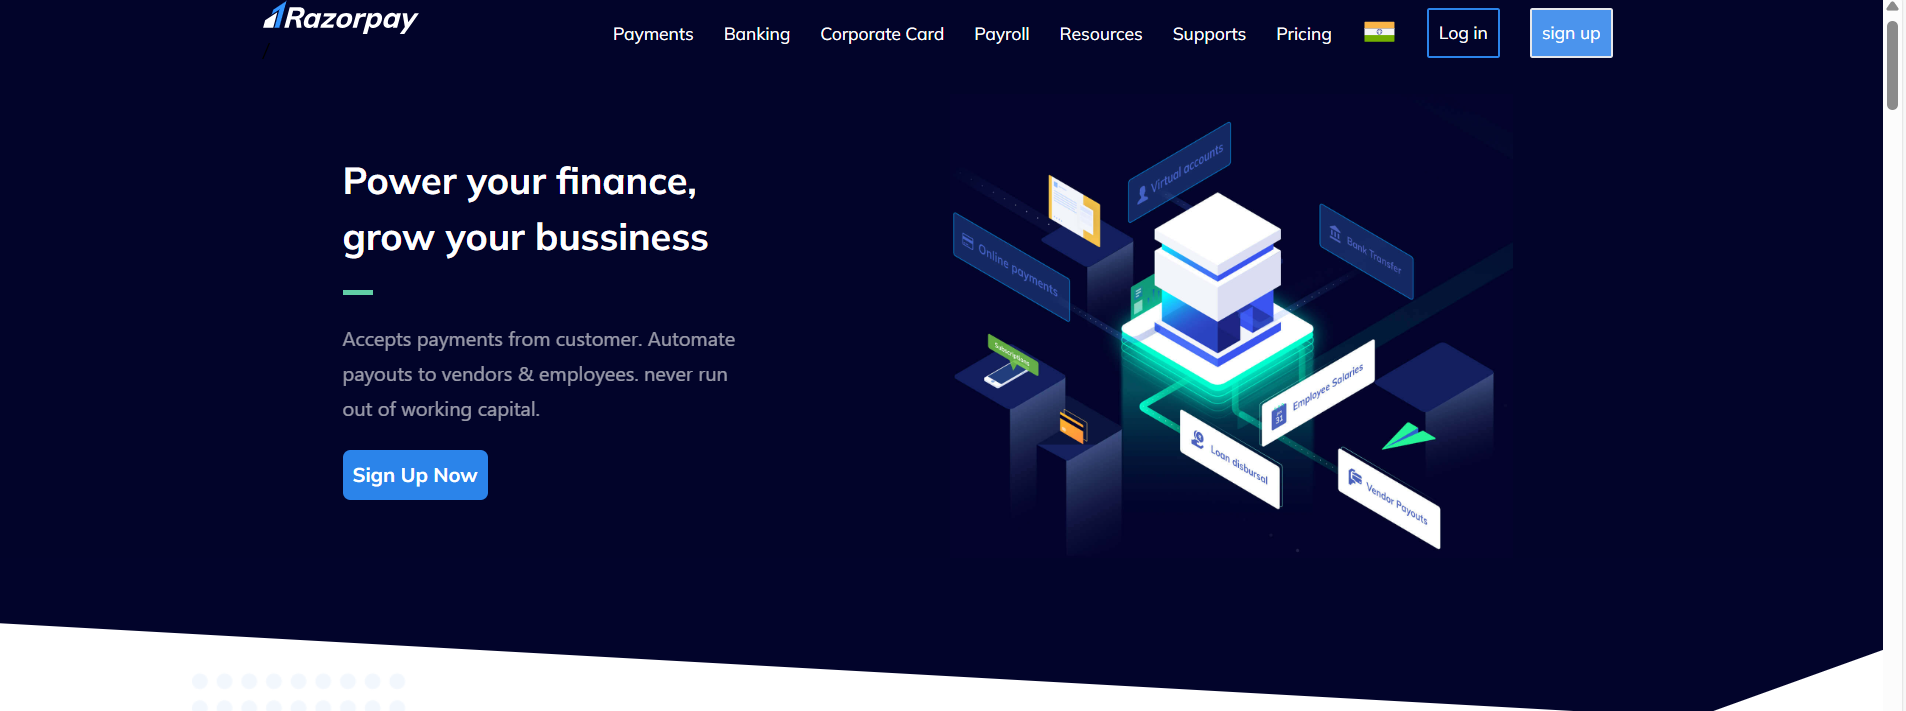 Razorpay
Payments Banking Corporate Card Payroll Resources Supports Pricing Log in sign up
Power your finance,
grow your bussiness
Accepts payments from customer. Automate
payouts to vendors & employees. never run
out of working capital.
Sign Up Now
Virtual accounts
Online payments
Bank Transfer
Subscriptions
Employee Salaries
31
Loan disbursal
Vendor Payouts